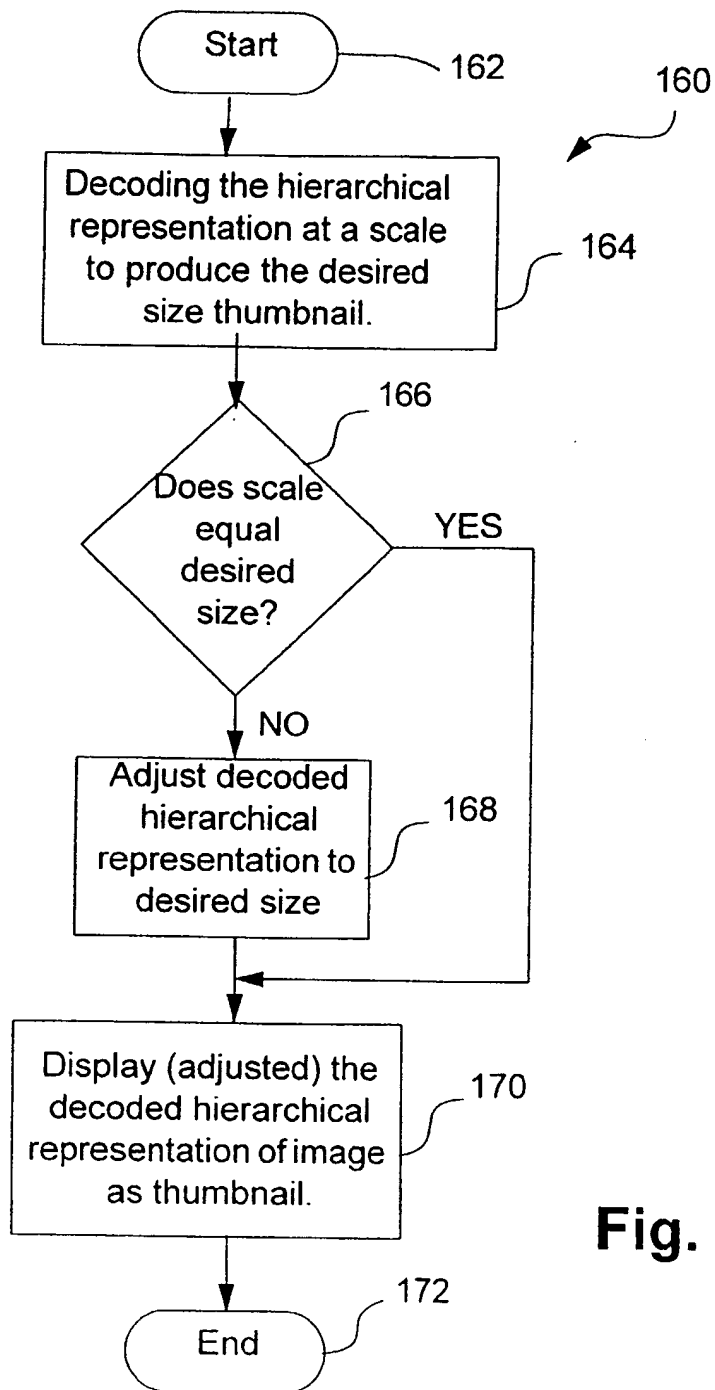 Start
162
160
Decoding the hierarchical
representation at a scale
to produce the desired
size thumbnail.
164
166
Does scale
equal
desired
size?
YES
NO
Adjust decoded
hierarchical
representation to
desired size
168
Display (adjusted) the
decoded hierarchical
representation of image
as thumbnail.
170
Fig.
End
172